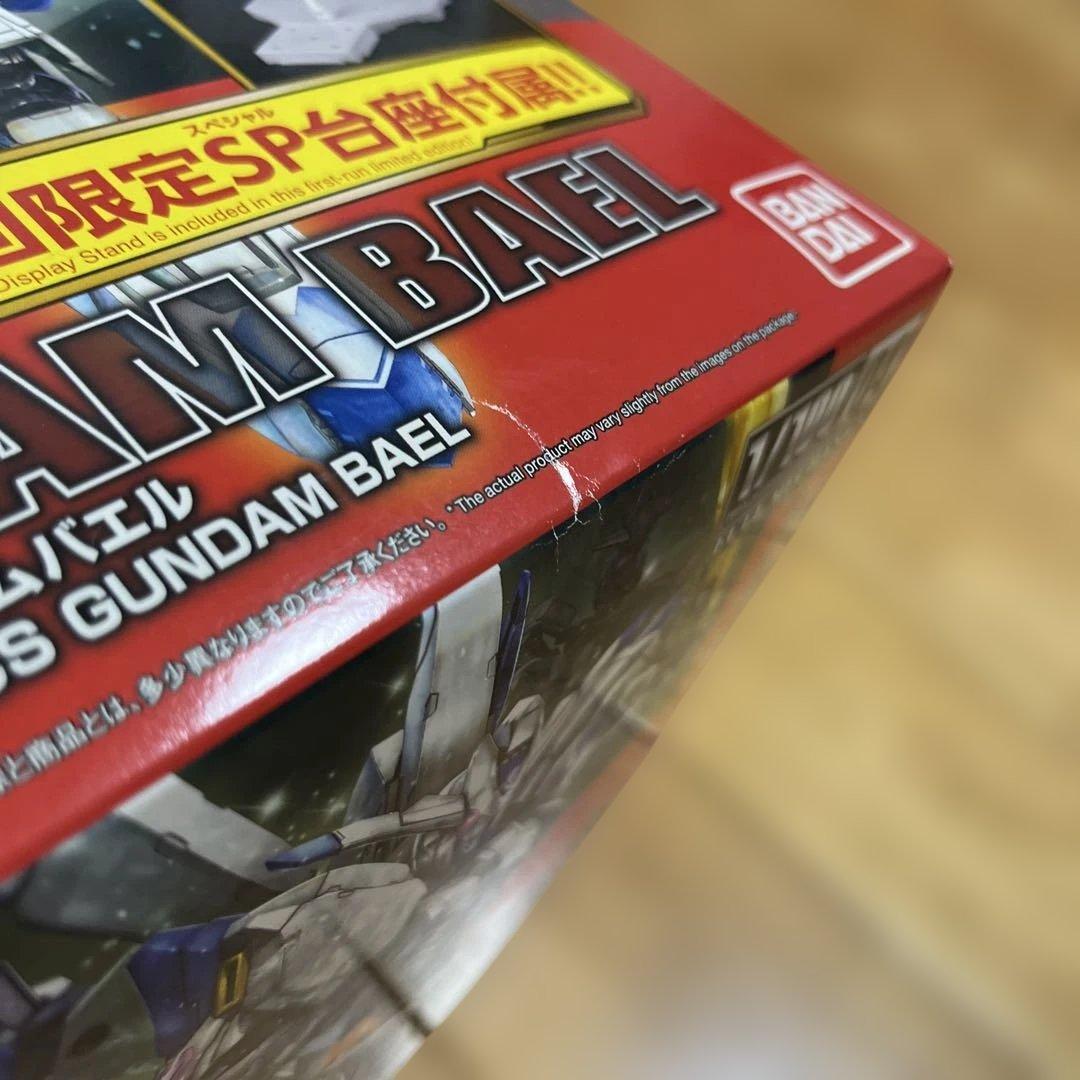 スペシャル
限定SP台座付属!!
Display Stand is included in this first-run limited edition!
AM BAEL
BAN
DAI
ムバエル
SS GUNDAM BAEL
と商品とは、多少異なりますのでご了承ください。*The actual product may vary slightly from the images on the package.